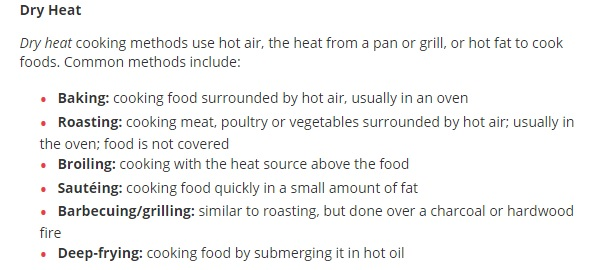 Dry Heat
Dry heat cooking methods use hot air, the heat from a pan or grill, or hot fat to cook
foods. Common methods include:
• Baking: cooking food surrounded by hot air, usually in an oven
• Roasting: cooking meat, poultry or vegetables surrounded by hot air; usually in
the oven; food is not covered
• Broiling: cooking with the heat source above the food
• Sautéing: cooking food quickly in a small amount of fat
• Barbecuing/grilling: similar to roasting, but done over a charcoal or hardwood
fire
• Deep-frying: cooking food by submerging it in hot oil